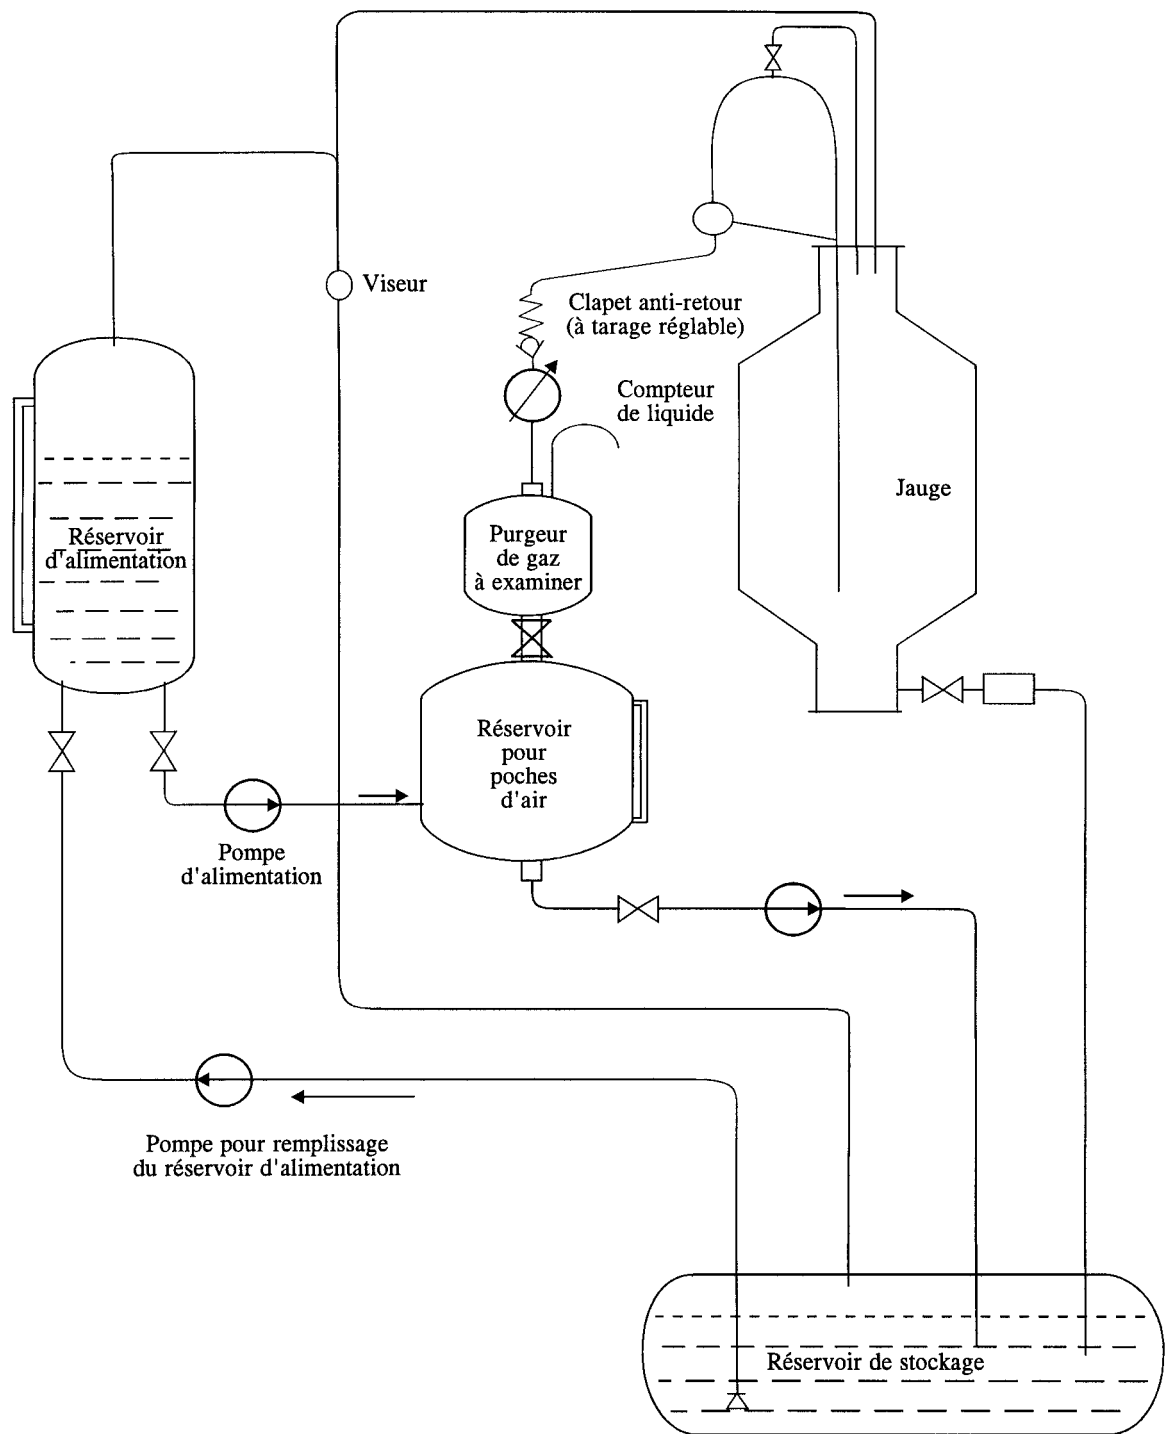 Viseur
Clapet anti-retour
(à tarage réglable)
Compteur
de liquide
Jauge
Réservoir
d'alimentation
Purgeur
de gaz
à examiner
Réservoir
pour
poches
d'air
Pompe
d'alimentation
Pompe pour remplissage
du réservoir d'alimentation
Réservoir de stockage